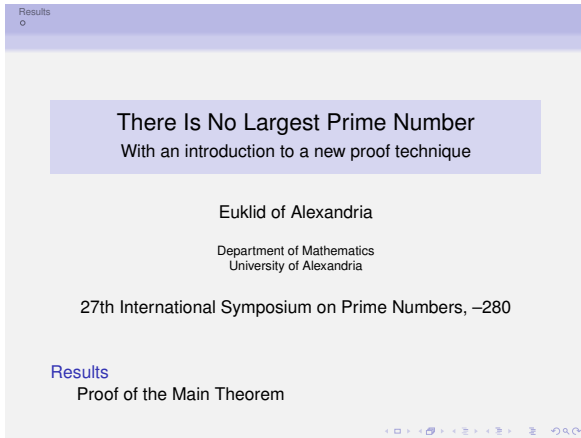 Results
There Is No Largest Prime Number
With an introduction to a new proof technique
Euklid of Alexandria
Department of Mathematics
University of Alexandria
27th International Symposium on Prime Numbers, –280
Results
Proof of the Main Theorem